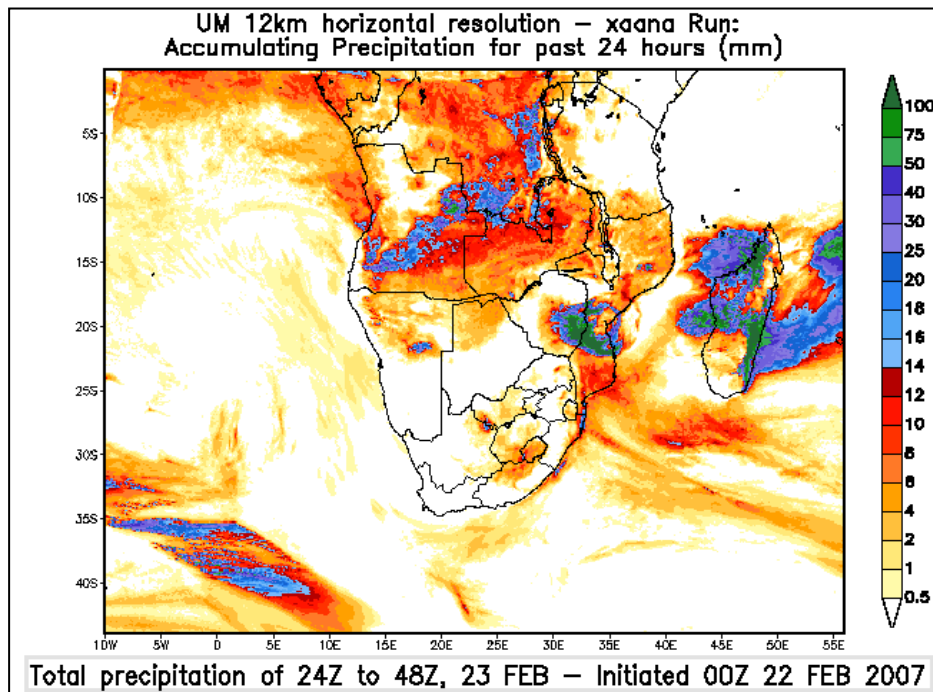 UM 12km horizontal resolution – xaana Run:
Accumulating Precipitation for past 24 hours (mm)
5S
10S
15S
20S
25S
30S
35S
40S
10W 5W 0 5E 10E 15E 20E 25E 30E 35E 40E 45E 50E 55E
100
75
50
40
30
25
20
18
16
14
12
10
8
6
4
2
1
0.5
Total precipitation of 24Z to 48Z, 23 FEB – Initiated 00Z 22 FEB 2007